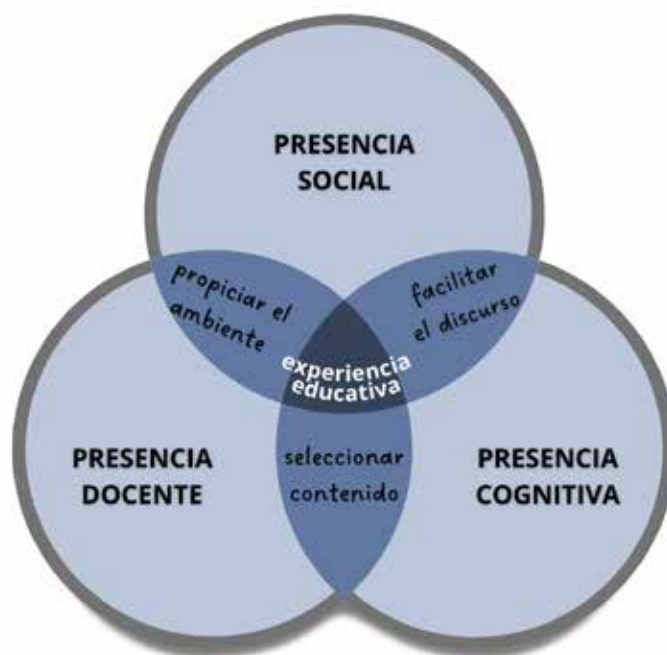 PRESENCIA
SOCIAL
propiciar el
ambiente
facilitar
el discurso
experiencia
educativa
PRESENCIA
DOCENTE
seleccionar
contenido
PRESENCIA
COGNITIVA